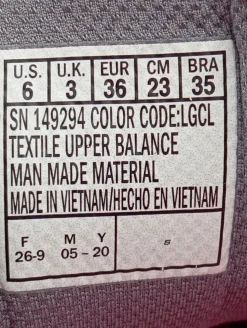 U.S. U.K. EUR CM BRA
6 3 36 23 35
SN 149294 COLOR CODE:LGCL
TEXTILE UPPER BALANCE
MAN MADE MATERIAL
MADE IN VIETNAM/HECHO EN VIETNAM
F M Y
26-9 05-20 S